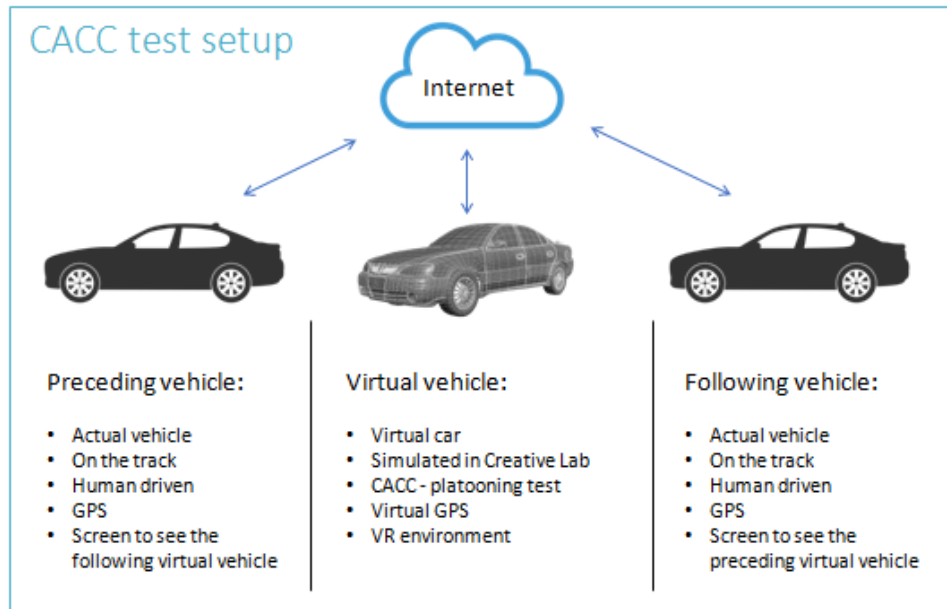 CACC test setup
Internet
Preceding vehicle:
• Actual vehicle
• On the track
• Human driven
• GPS
• Screen to see the
following virtual vehicle
Virtual vehicle:
• Virtual car
• Simulated in Creative Lab
• CACC - platooning test
• Virtual GPS
• VR environment
Following vehicle:
• Actual vehicle
• On the track
• Human driven
• GPS
• Screen to see the
preceding virtual vehicle